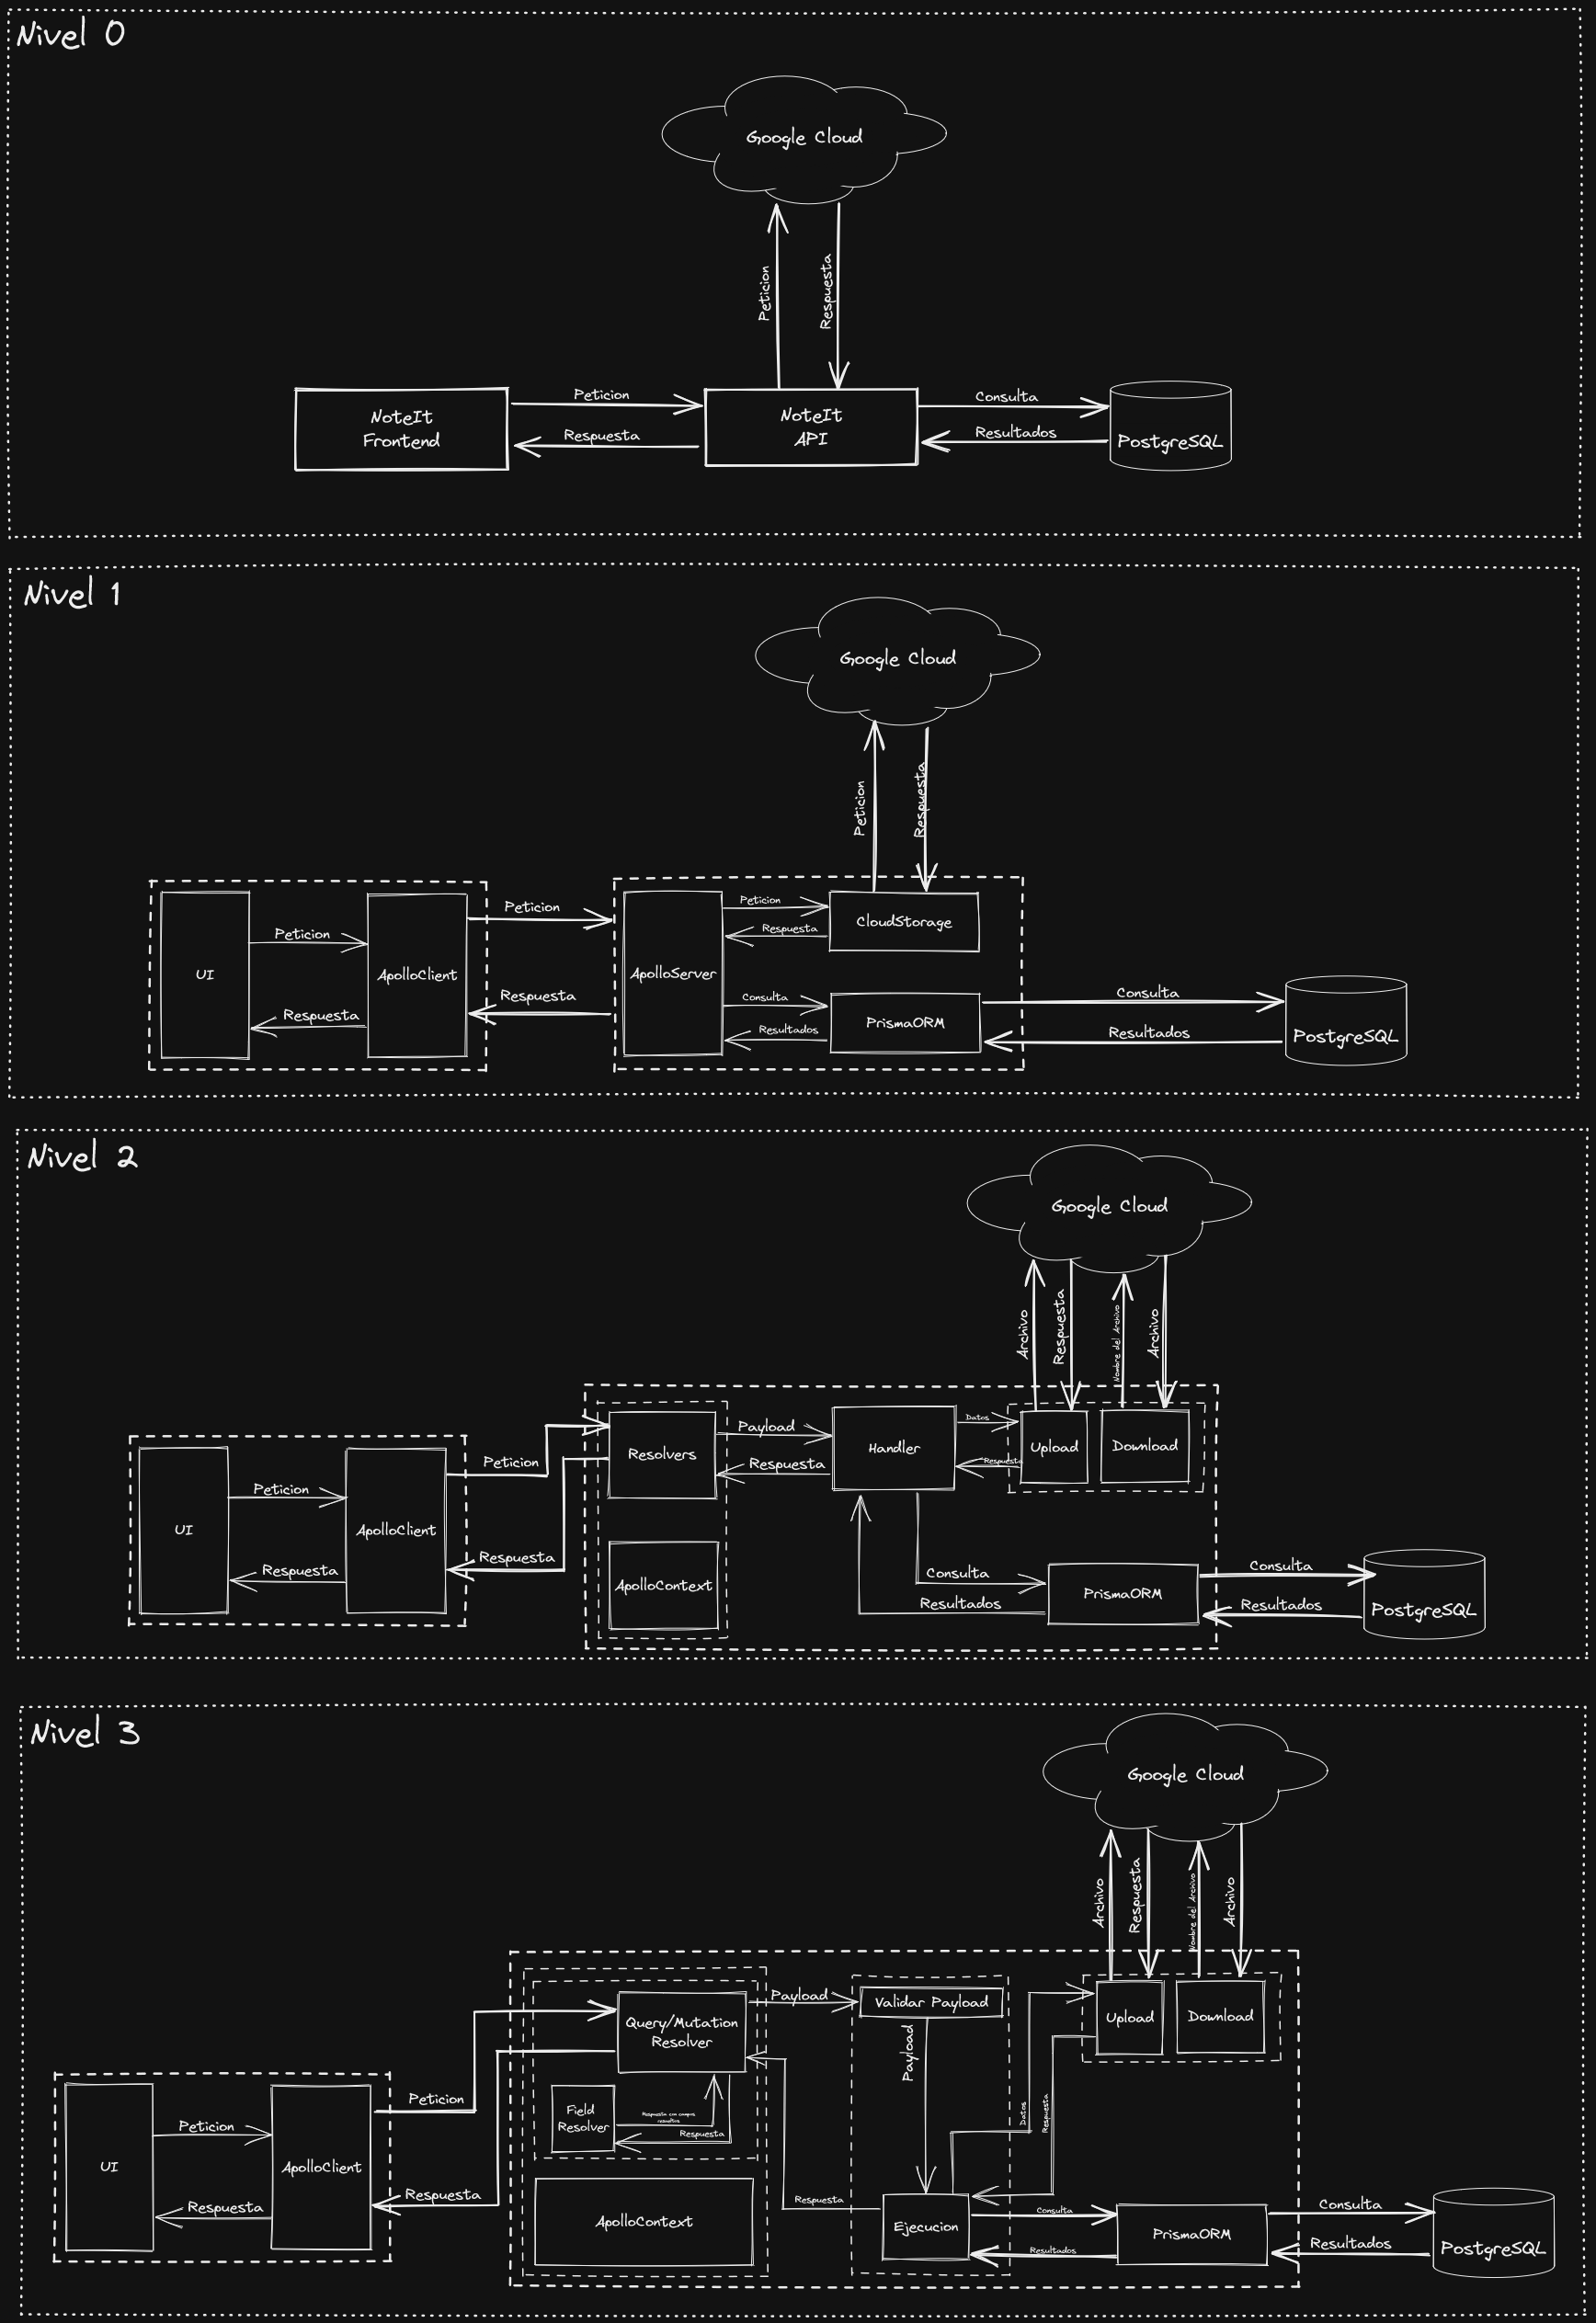 Nivel 0
Google Cloud
Peticion
Respuesta
NoteIt
Frontend
Peticion
Respuesta
NoteIt
API
Consulta
Resultados
PostgreSQL
Nivel 1
Google Cloud
Peticion
Respuesta
UI
Peticion
Respuesta
ApolloClient
Peticion
Respuesta
ApolloServer
Peticion
Respuesta
CloudStorage
Consulta
Resultados
PrismaORM
Consulta
Resultados
PostgreSQL
Nivel 2
Google Cloud
Archivo
Respuesta
Nombre del Archivo
Archivo
UI
Peticion
Respuesta
ApolloClient
Peticion
Respuesta
Resolvers
ApolloContext
Payload
Respuesta
Handler
Datos
Respuesta
Upload
Download
Consulta
Resultados
PrismaORM
Consulta
Resultados
PostgreSQL
Nivel 3
Google Cloud
Archivo
Respuesta
Nombre del Archivo
Archivo
UI
Peticion
Respuesta
ApolloClient
Peticion
Respuesta
Query/Mutation
Resolver
Field
Resolver
Respuesta con campos
resueltos
Respuesta
ApolloContext
Payload
Validar Payload
Payload
Respuesta
Ejecucion
Datos
Respuesta
Upload
Download
Consulta
Resultados
PrismaORM
Consulta
Resultados
PostgreSQL